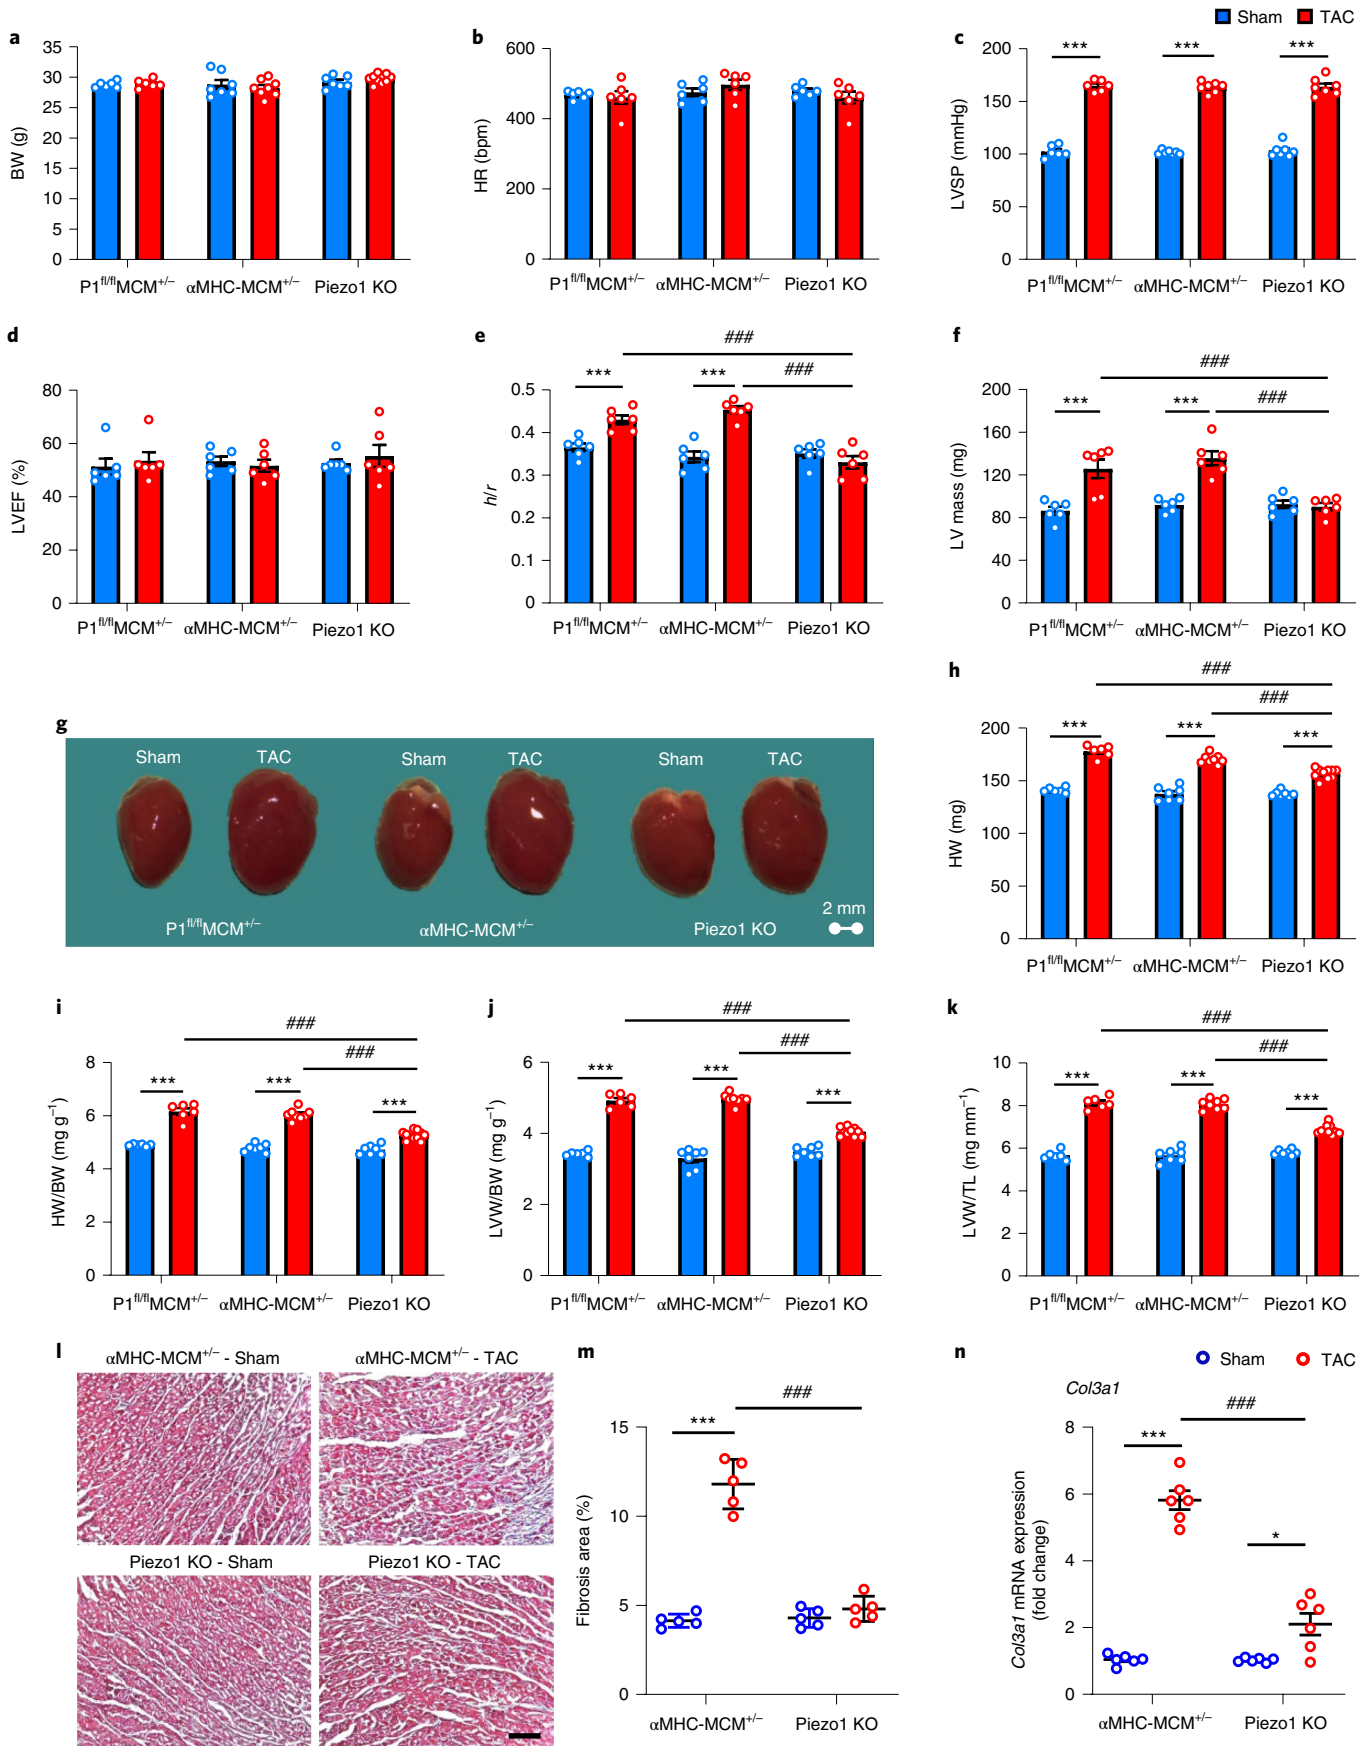 Sham TAC
a
35
30
25
20
15
10
5
0
BW (g)
P1fl/flMCM+/– αMHC-MCM+/– Piezo1 KO
b
600
400
200
0
HR (bpm)
P1fl/flMCM+/– αMHC-MCM+/– Piezo1 KO
c
200
150
100
50
0
LVSP (mmHg)
*** *** ***
P1fl/flMCM+/– αMHC-MCM+/– Piezo1 KO
d
80
60
40
20
0
LVEF (%)
P1fl/flMCM+/– αMHC-MCM+/– Piezo1 KO
e
###
###
*** ***
0.5
0.4
0.3
0.2
0.1
0
h/r
P1fl/flMCM+/– αMHC-MCM+/– Piezo1 KO
f
###
###
*** ***
200
160
120
80
40
0
LV mass (mg)
P1fl/flMCM+/– αMHC-MCM+/– Piezo1 KO
g
Sham TAC Sham TAC Sham TAC
P1fl/flMCM+/– αMHC-MCM+/– Piezo1 KO
2 mm
h
###
###
*** *** ***
200
150
100
50
0
HW (mg)
P1fl/flMCM+/– αMHC-MCM+/– Piezo1 KO
i
###
###
*** *** ***
8
6
4
2
0
HW/BW (mg g–1)
P1fl/flMCM+/– αMHC-MCM+/– Piezo1 KO
j
###
###
*** *** ***
6
4
2
0
LVW/BW (mg g–1)
P1fl/flMCM+/– αMHC-MCM+/– Piezo1 KO
k
###
###
*** *** ***
10
8
6
4
2
0
LVW/TL (mg mm–1)
P1fl/flMCM+/– αMHC-MCM+/– Piezo1 KO
l
αMHC-MCM+/– - Sham αMHC-MCM+/– - TAC
Piezo1 KO - Sham Piezo1 KO - TAC
m
###
***
15
10
5
0
Fibrosis area (%)
αMHC-MCM+/– Piezo1 KO
n
Sham TAC
Col3a1
###
***
*
8
6
4
2
0
Col3a1 mRNA expression
(fold change)
αMHC-MCM+/– Piezo1 KO